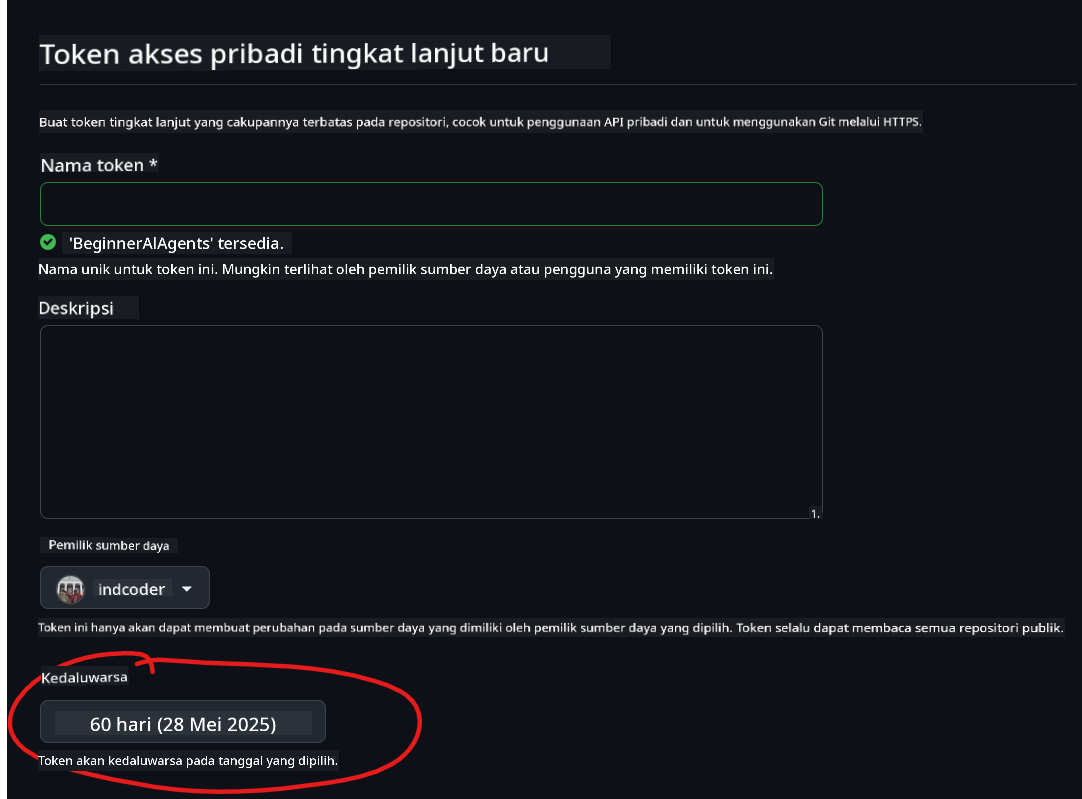 Token akses pribadi tingkat lanjut baru
Buat token tingkat lanjut yang cakupannya terbatas pada repositori, cocok untuk penggunaan API pribadi dan untuk menggunakan Git melalui HTTPS.
Nama token *
'BeginnerAIAgents' tersedia.
Nama unik untuk token ini. Mungkin terlihat oleh pemilik sumber daya atau pengguna yang memiliki token ini.
Deskripsi
1.
Pemilik sumber daya
indcoder
Token ini hanya akan dapat membuat perubahan pada sumber daya yang dimiliki oleh pemilik sumber daya yang dipilih. Token selalu dapat membaca semua repositori publik.
Kedaluwarsa
60 hari (28 Mei 2025)
Token akan kedaluwarsa pada tanggal yang dipilih.